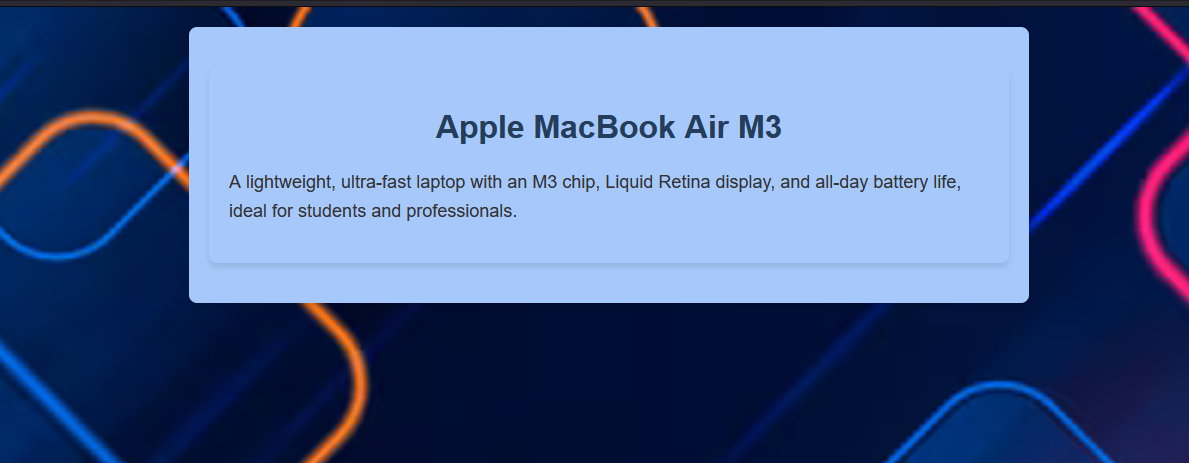 Apple MacBook Air M3
A lightweight, ultra-fast laptop with an M3 chip, Liquid Retina display, and all-day battery life,
ideal for students and professionals.